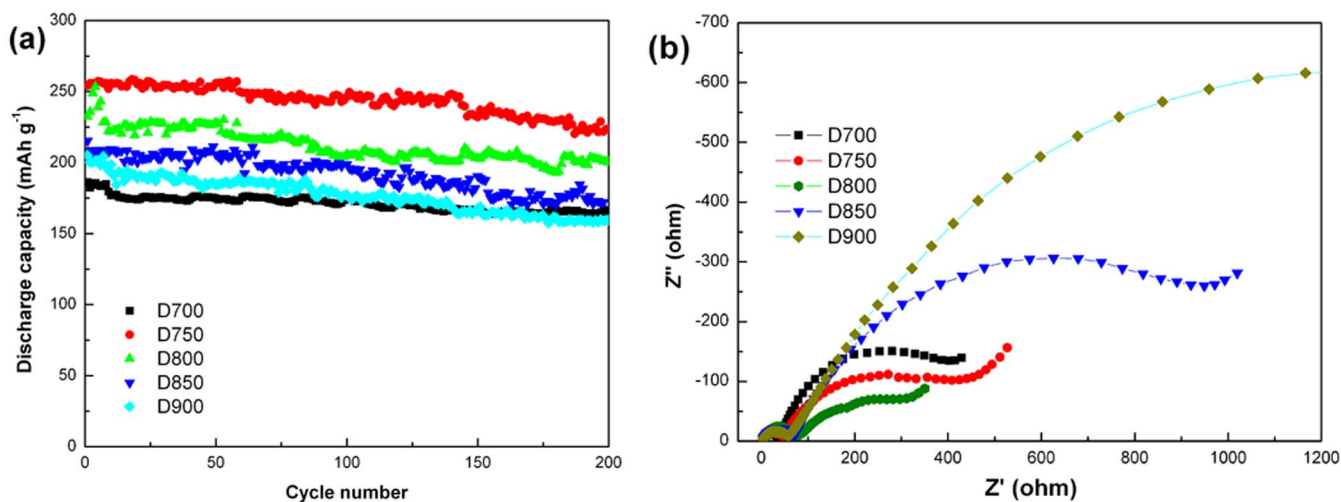 (a)
Discharge capacity (mAh g⁻¹)
300
250
200
150
100
50
0
D700
D750
D800
D850
D900
0
50
100
150
200
Cycle number
(b)
Z'' (ohm)
-700
-600
-500
-400
-300
-200
-100
0
D700
D750
D800
D850
D900
0
200
400
600
800
1000
1200
Z' (ohm)